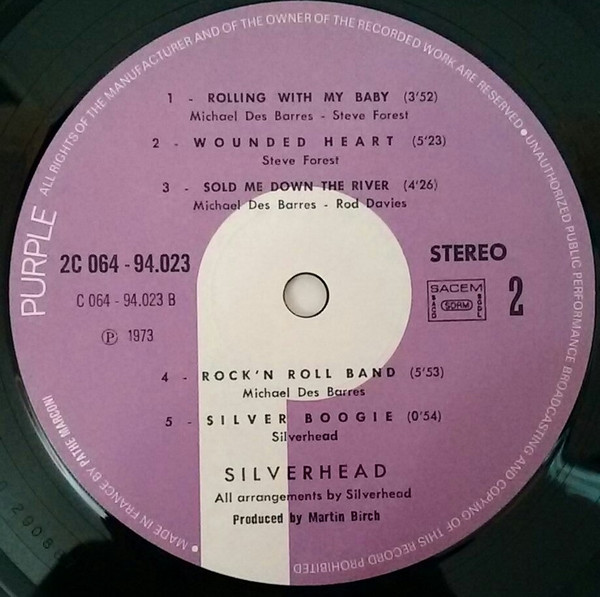 ALL RIGHTS OF THE MANUFACTURER AND OF THE OWNER OF THE RECORDED WORK ARE RESERVED ● UNAUTHORIZED PUBLIC PERFORMANCE BROADCASTING AND COPYING OF THIS RECORD PROHIBITED
PURPLE
1 - ROLLING WITH MY BABY (3'52)
Michael Des Barres - Steve Forest
2 - WOUNDED HEART (5'23)
Steve Forest
3 - SOLD ME DOWN THE RIVER (4'26)
Michael Des Barres - Rod Davies
2C 064 - 94.023
C 064 - 94.023 B
Ⓟ 1973
STEREO
SACEM
SACD
SDRM
SGDL
2
4 - ROCK'N ROLL BAND (5'53)
Michael Des Barres
5 - SILVER BOOGIE (0'54)
Silverhead
SILVERHEAD
All arrangements by Silverhead
Produced by Martin Birch
● MADE IN FRANCE BY PATHE MARCONI